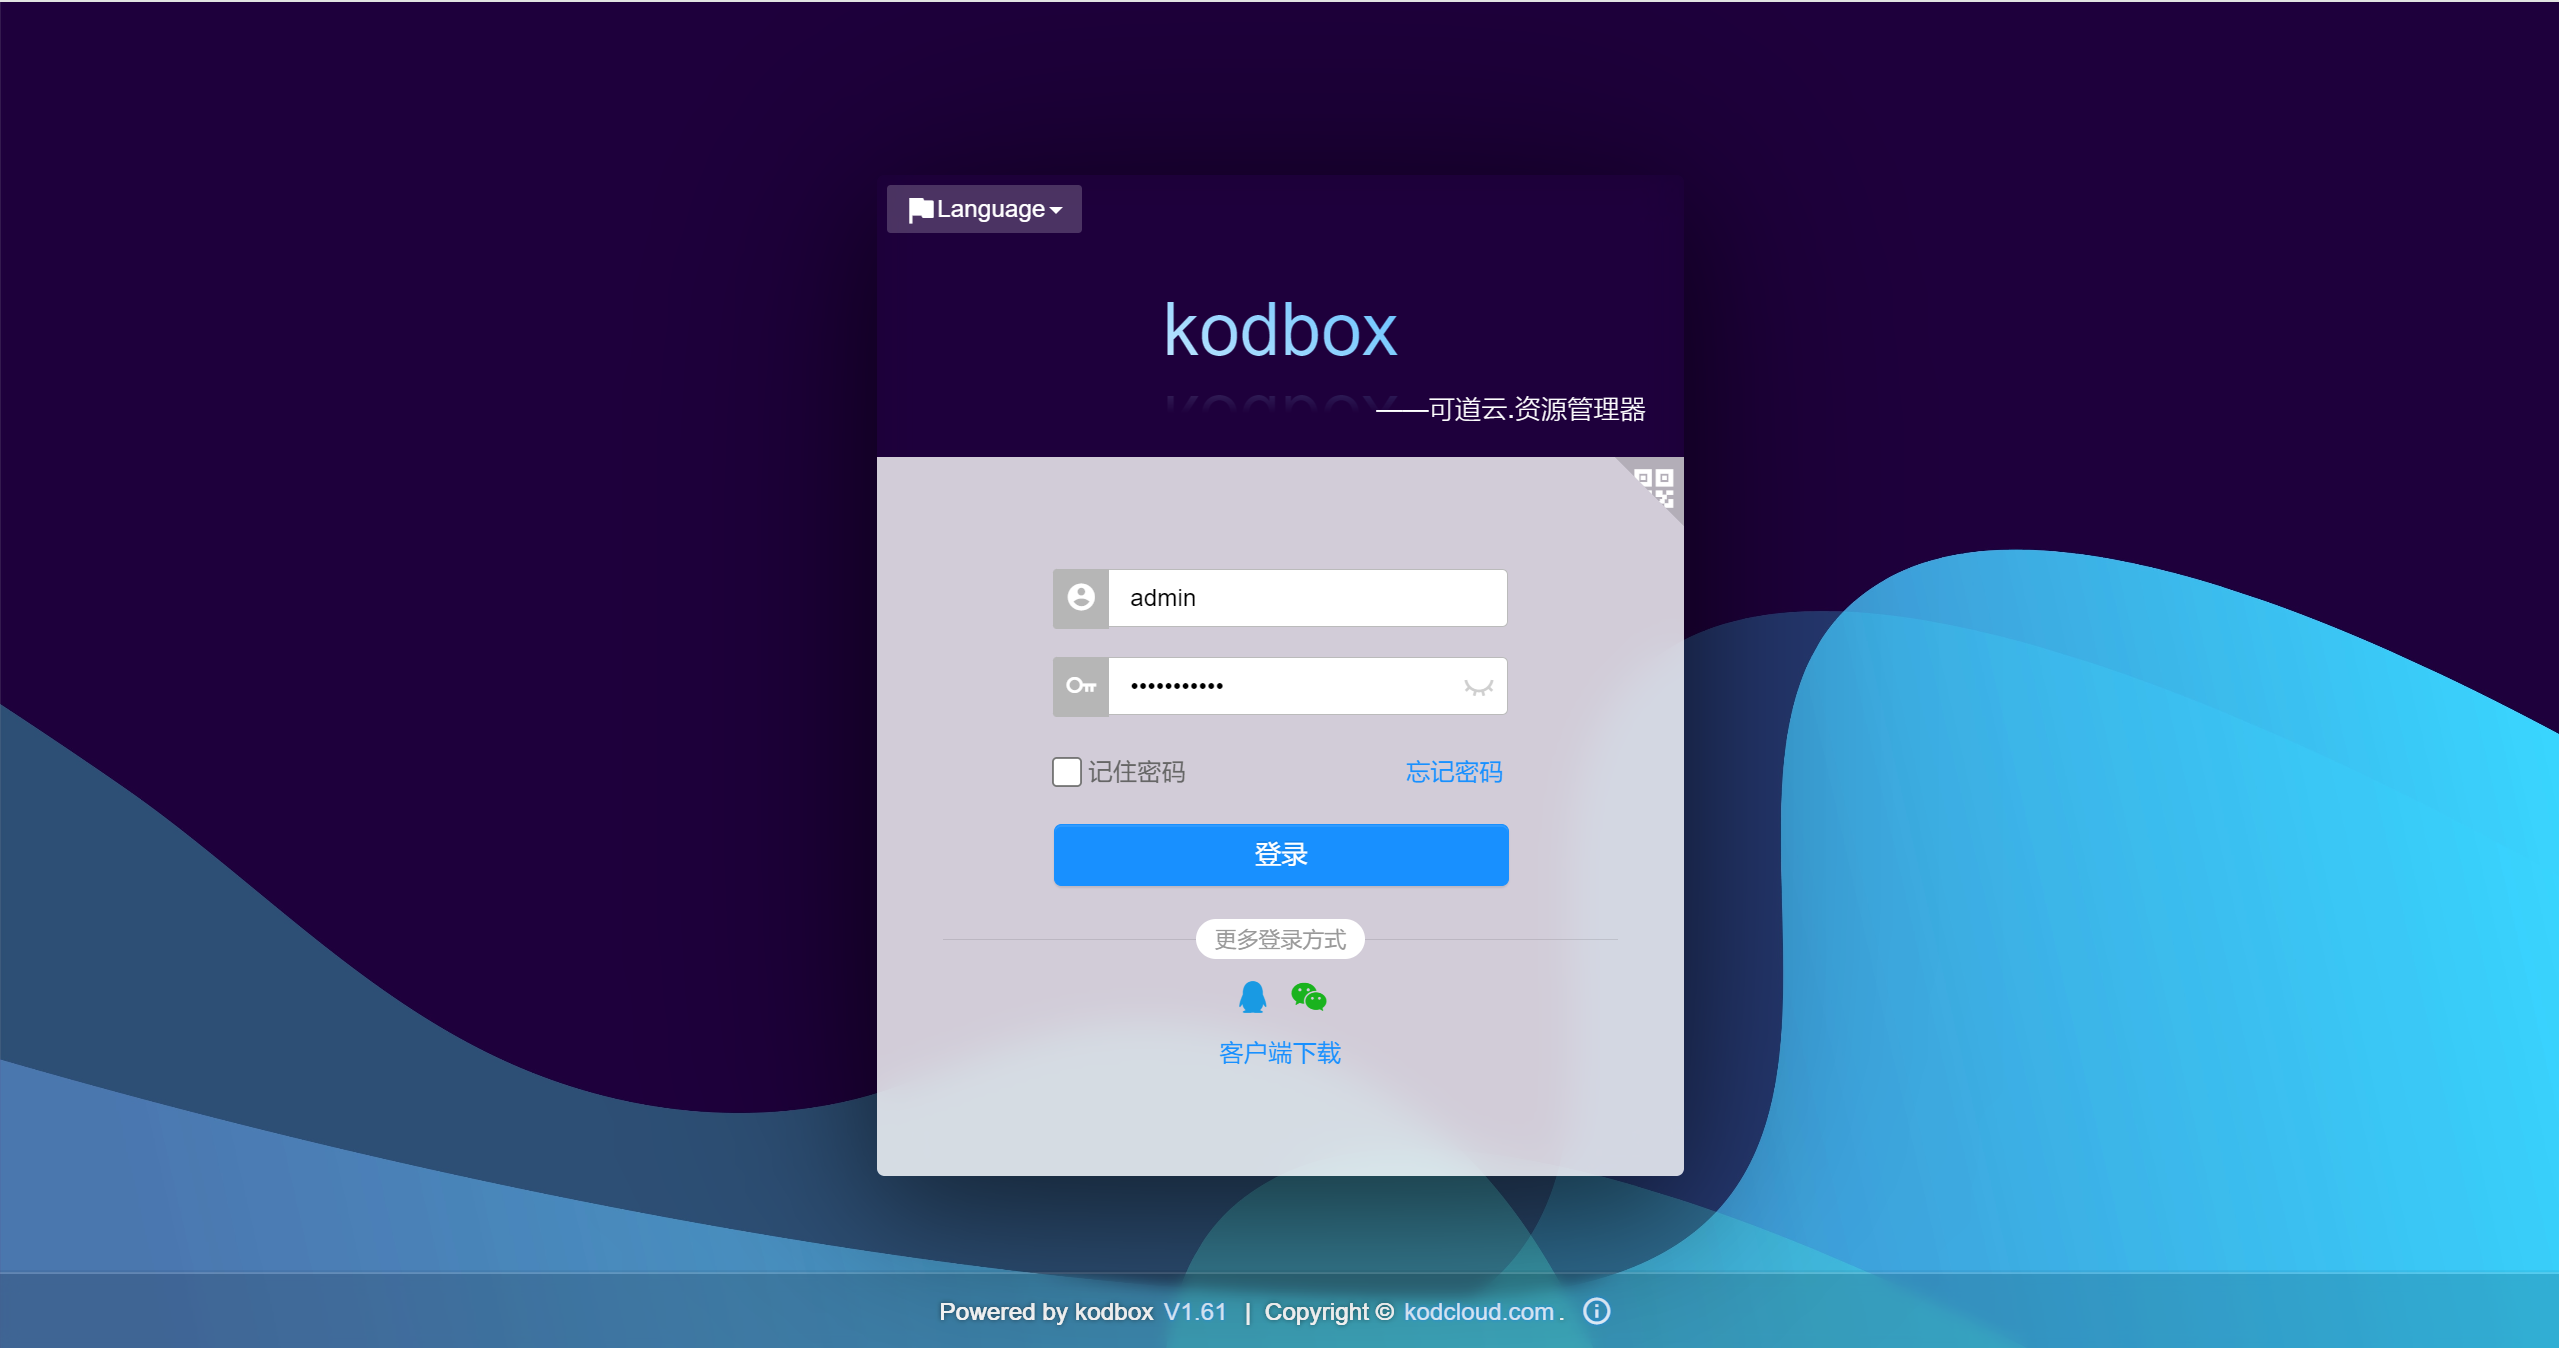 Language
kodbox
——可道云.资源管理器
admin
•••••••••••
记住密码
忘记密码
登录
更多登录方式
客户端下载
Powered by kodbox V1.61 | Copyright © kodcloud.com.